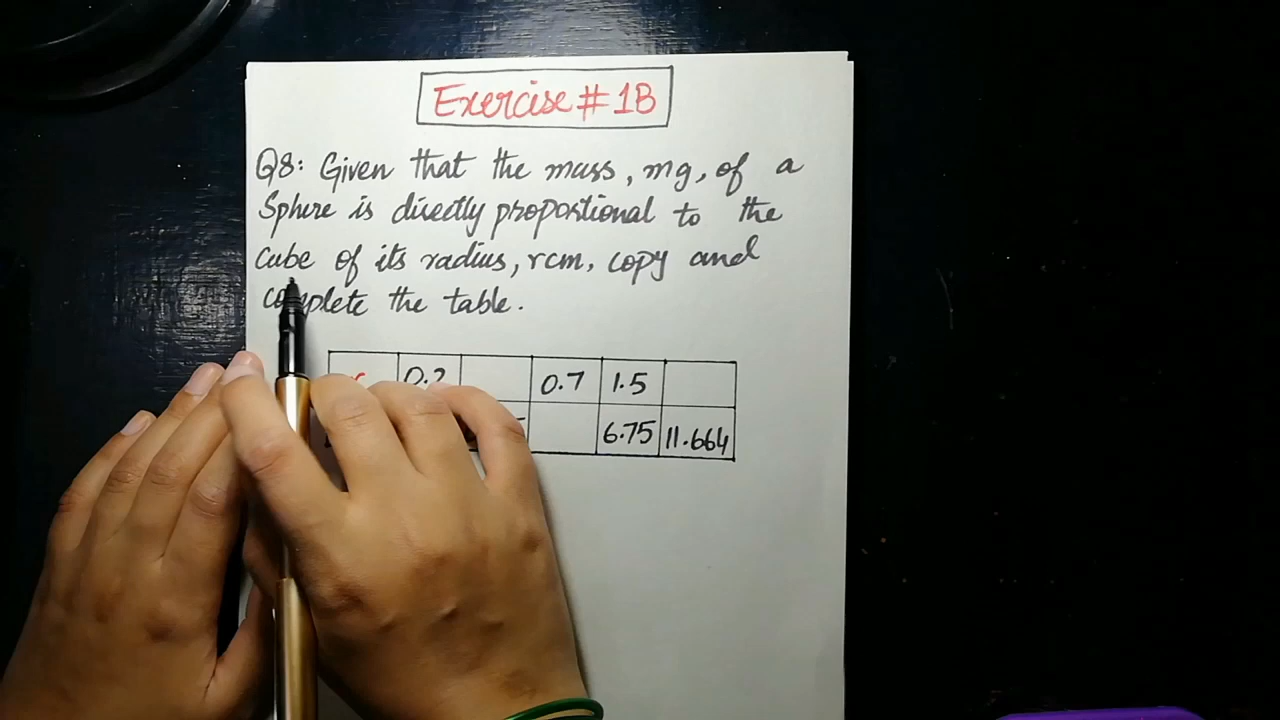 Exercise # 1B
Q8: Given that the mass, mg, of a
Sphere is directly proportional to the
cube of its radius, rcm, copy and
complete the table.
0.7 1.5
6.75 11.664